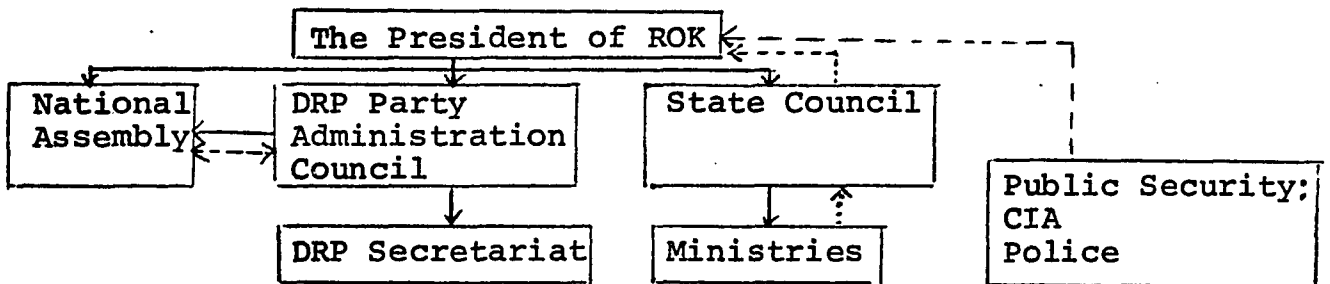 The President of ROK
National
Assembly
DRP Party
Administration
Council
State Council
Public Security:
CIA
Police
DRP Secretariat
Ministries